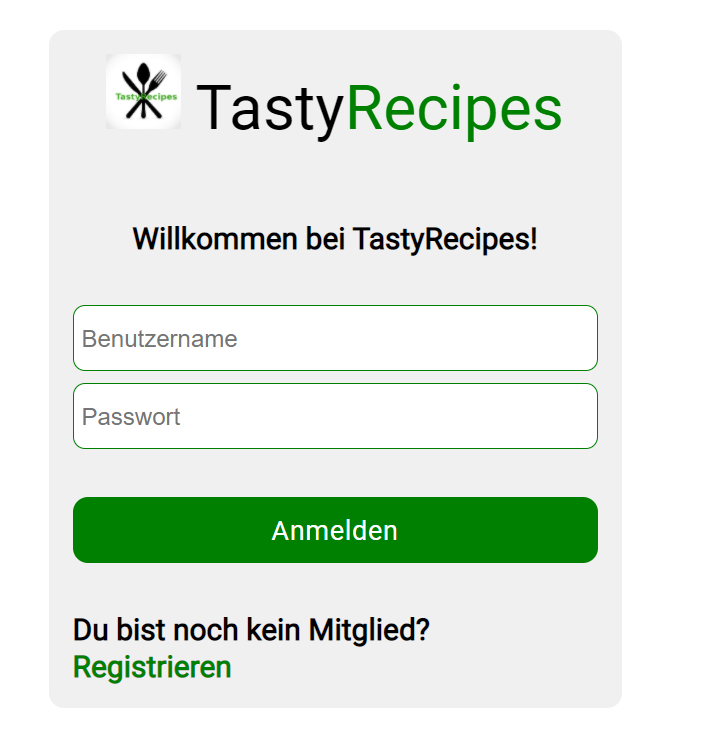 TastyRecipes TastyRecipes
Willkommen bei TastyRecipes!
Benutzername
Passwort
Anmelden
Du bist noch kein Mitglied?
Registrieren